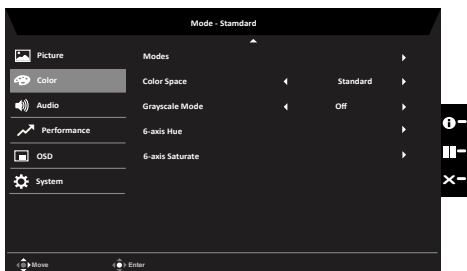 Mode - Standard
Picture
Modes
Color
Color Space Standard
Audio
Grayscale Mode Off
Performance
6-axis Hue
OSD
6-axis Saturate
System
Move Enter